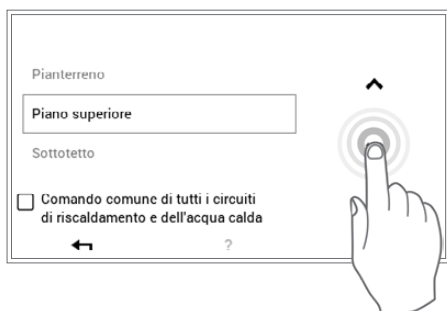 Pianterreno
Piano superiore
Sottotetto
Comando comune di tutti i circuiti
di riscaldamento e dell'acqua calda
?